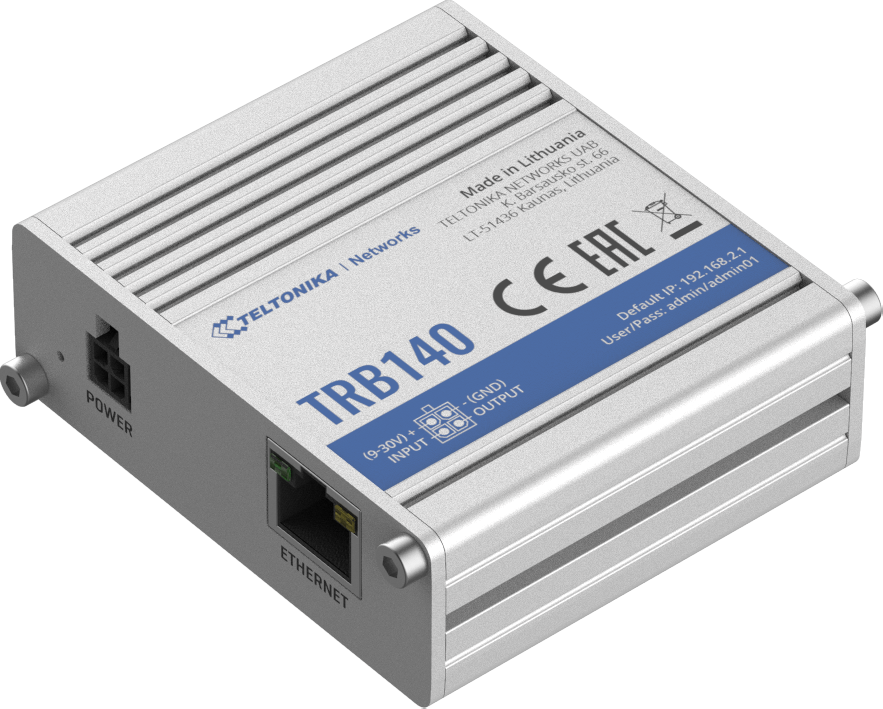 Made in Lithuania
TELTONIKA NETWORKS UAB
K. Barsausko st. 66
LT-51436 Kaunas, Lithuania
TELTONIKA | Networks
CE EAC
TRB140
Default IP: 192.168.2.1
User/Pass: admin/admin01
(9-30V) + - (GND)
INPUT OUTPUT
POWER
ETHERNET